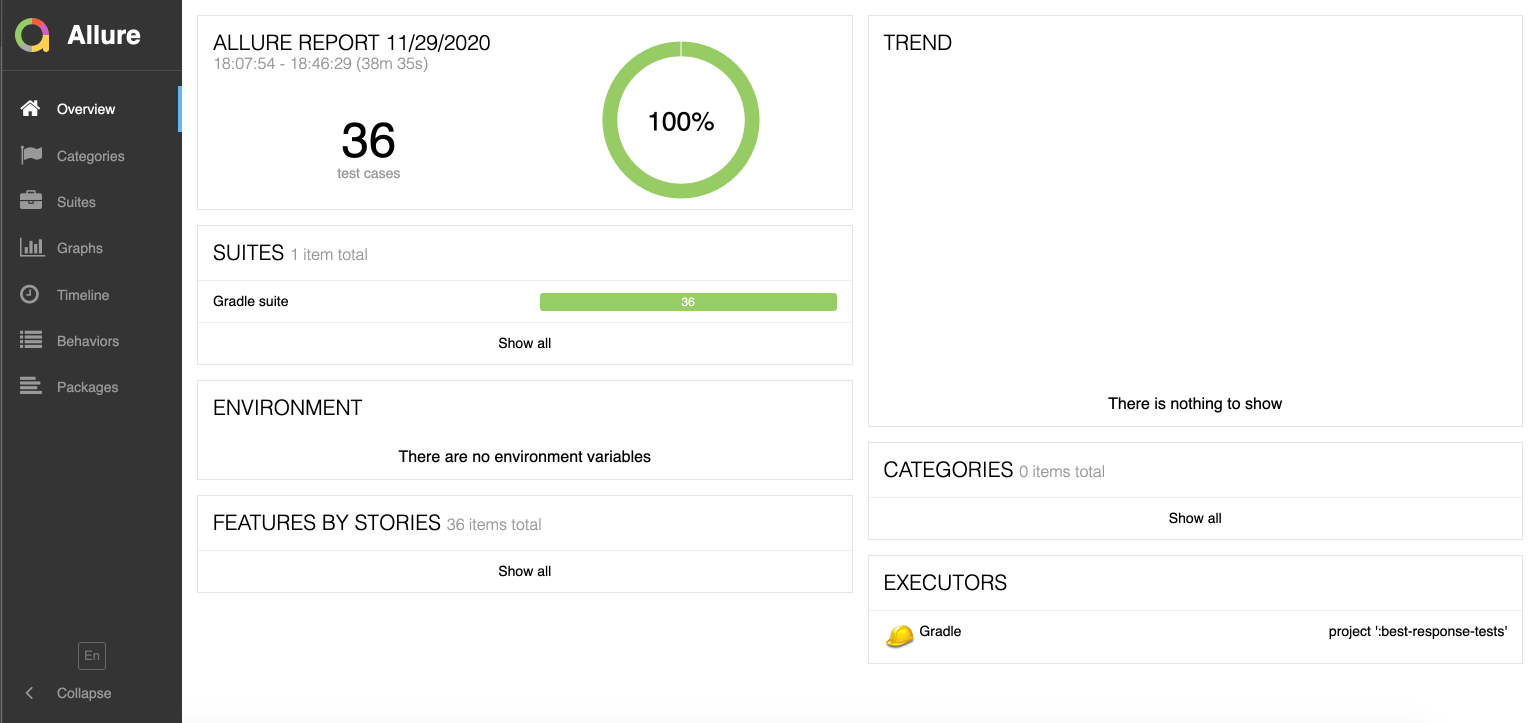 Allure
Overview
Categories
Suites
Graphs
Timeline
Behaviors
Packages
En
Collapse
ALLURE REPORT 11/29/2020
18:07:54 - 18:46:29 (38m 35s)
36
test cases
100%
SUITES 1 item total
Gradle suite 36
Show all
ENVIRONMENT
There are no environment variables
FEATURES BY STORIES 36 items total
Show all
TREND
There is nothing to show
CATEGORIES 0 items total
Show all
EXECUTORS
Gradle project ':best-response-tests'